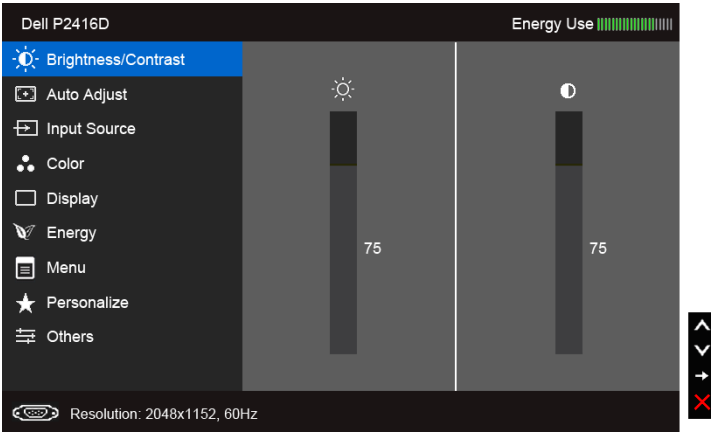 Dell P2416D
Energy Use
Brightness/Contrast
Auto Adjust
Input Source
Color
Display
Energy
Menu
Personalize
Others
75
75
Resolution: 2048x1152, 60Hz